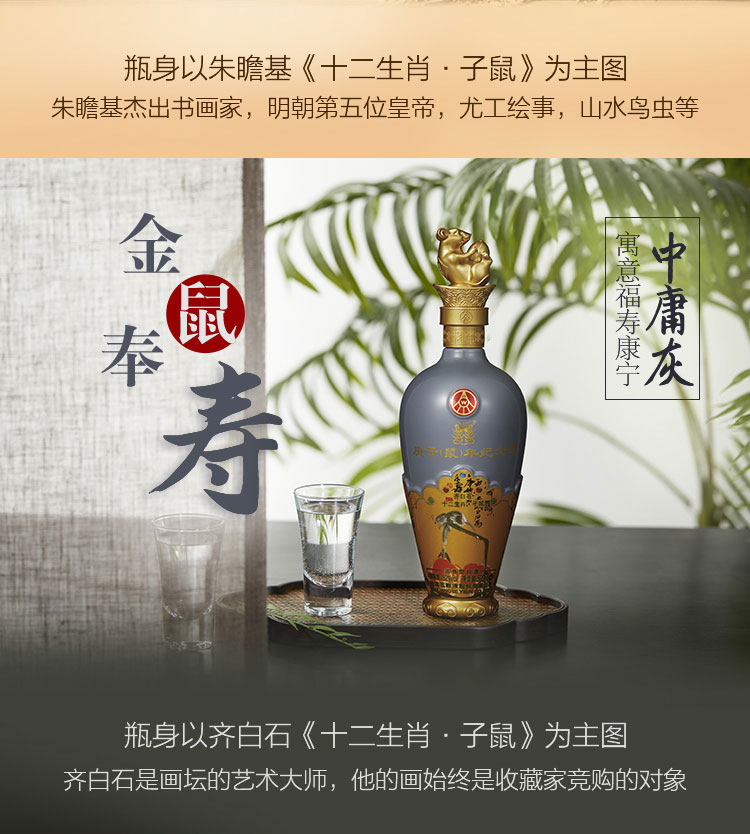 瓶身以朱瞻基《十二生肖·子鼠》为主图
朱瞻基杰出书画家，明朝第五位皇帝，尤工绘事，山水鸟虫等
金鼠
奉寿
中庸灰
寓意福寿康宁
瓶身以齐白石《十二生肖·子鼠》为主图
齐白石是画坛的艺术大师，他的画始终是收藏家竞购的对象